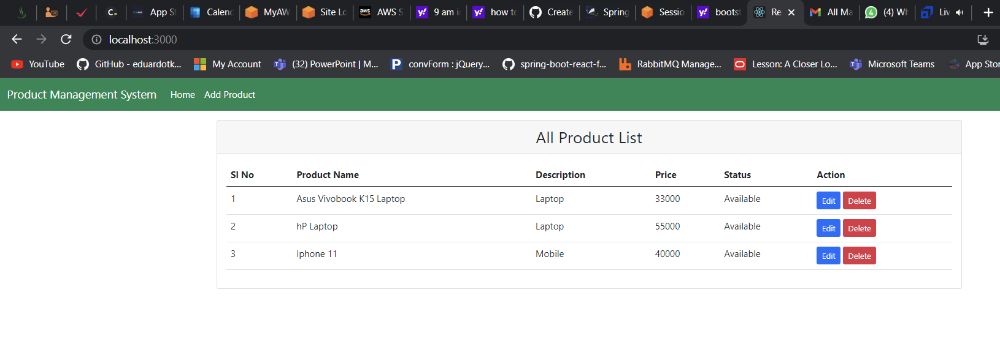 C- App St Calenc MyAW Site Lo aws AWS S 9 am i how to Create Spring Sessio bootst Re All Ma (4) Wh Liv
localhost:3000
YouTube GitHub - eduardotk... My Account (32) PowerPoint | M... convForm : jQuery... spring-boot-react-f... RabbitMQ Manage... Lesson: A Closer Lo... Microsoft Teams App Stor
Product Management System Home Add Product
All Product List
Sl No Product Name Description Price Status Action
1 Asus Vivobook K15 Laptop Laptop 33000 Available Edit Delete
2 hP Laptop Laptop 55000 Available Edit Delete
3 Iphone 11 Mobile 40000 Available Edit Delete